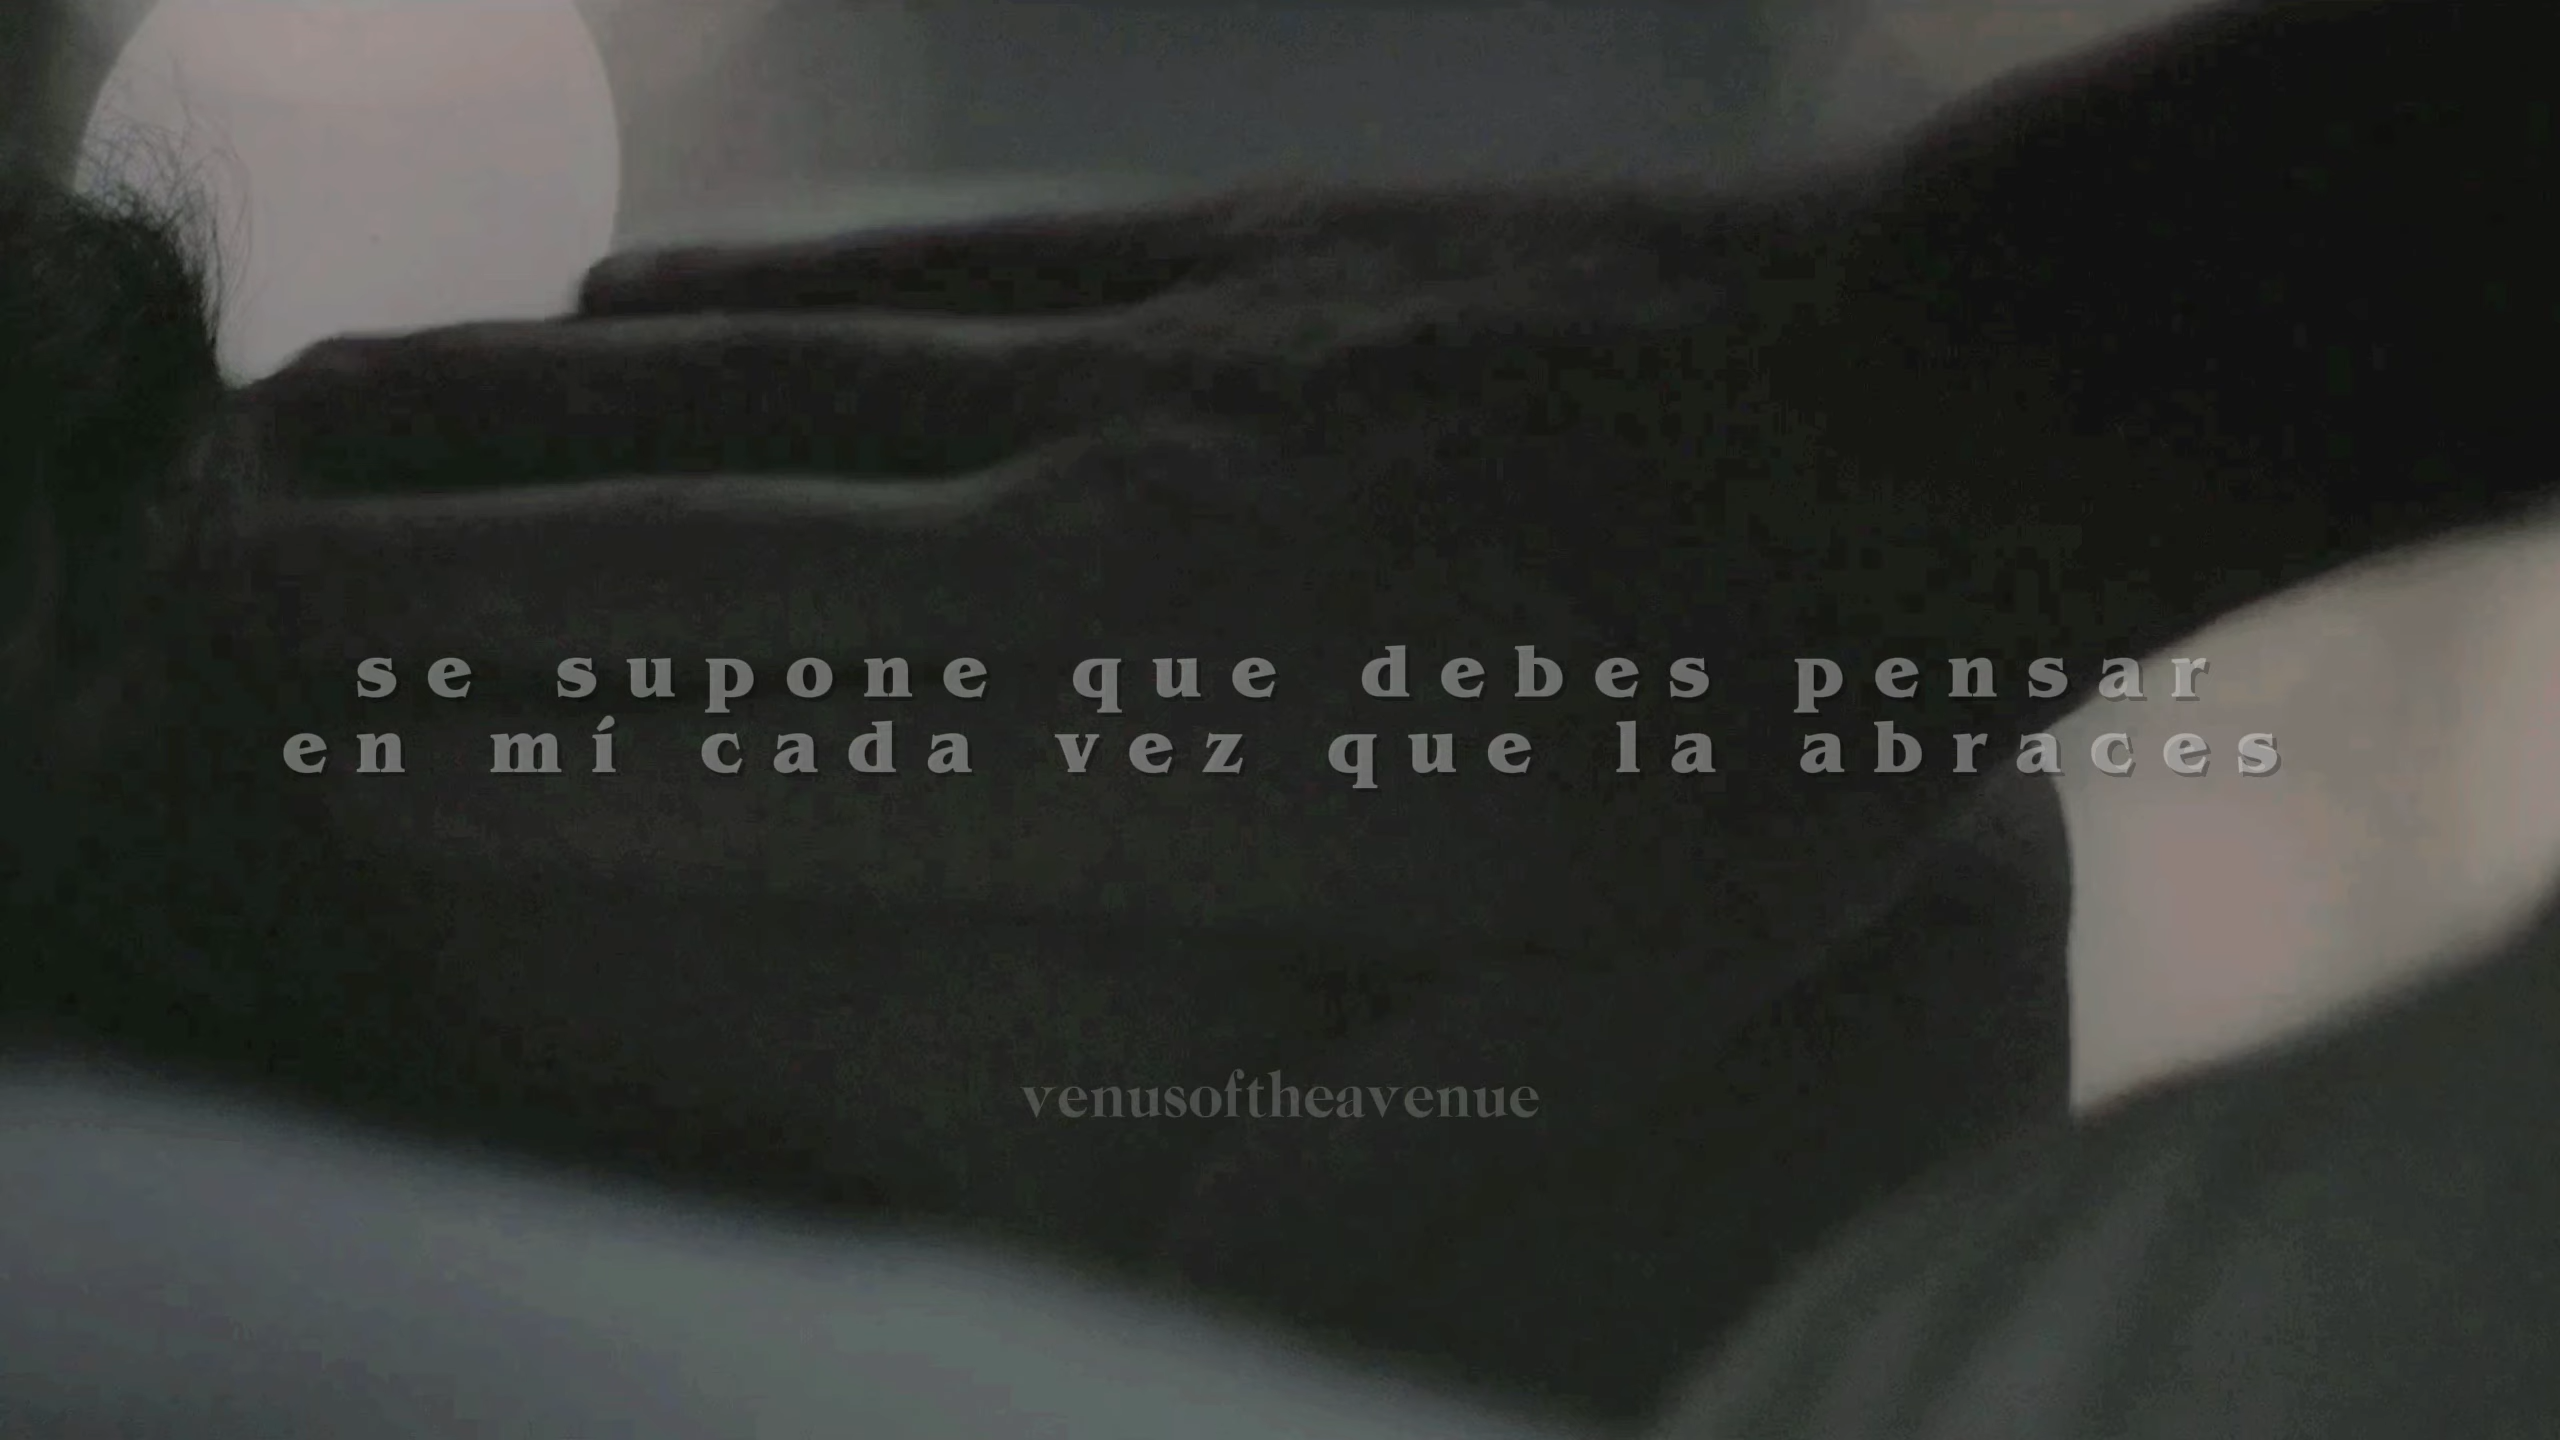 se supone que debes pensar
en mí cada vez que la abraces
venusoftheavenue